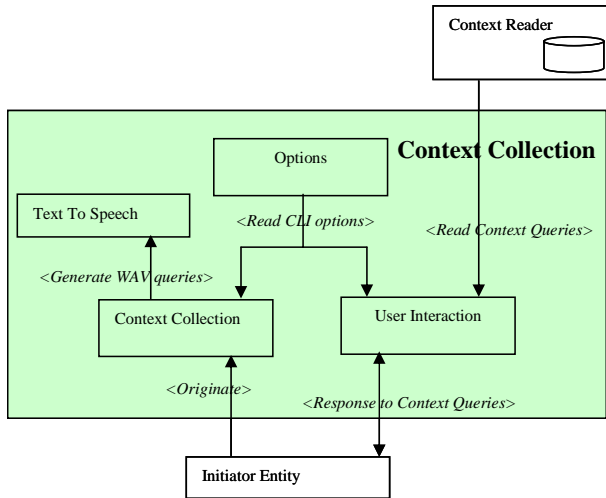 Context Reader
Context Collection
Options
Text To Speech
<Read CLI options>
<Read Context Queries>
<Generate WAV queries>
Context Collection
User Interaction
<Originate>
<Response to Context Queries>
Initiator Entity